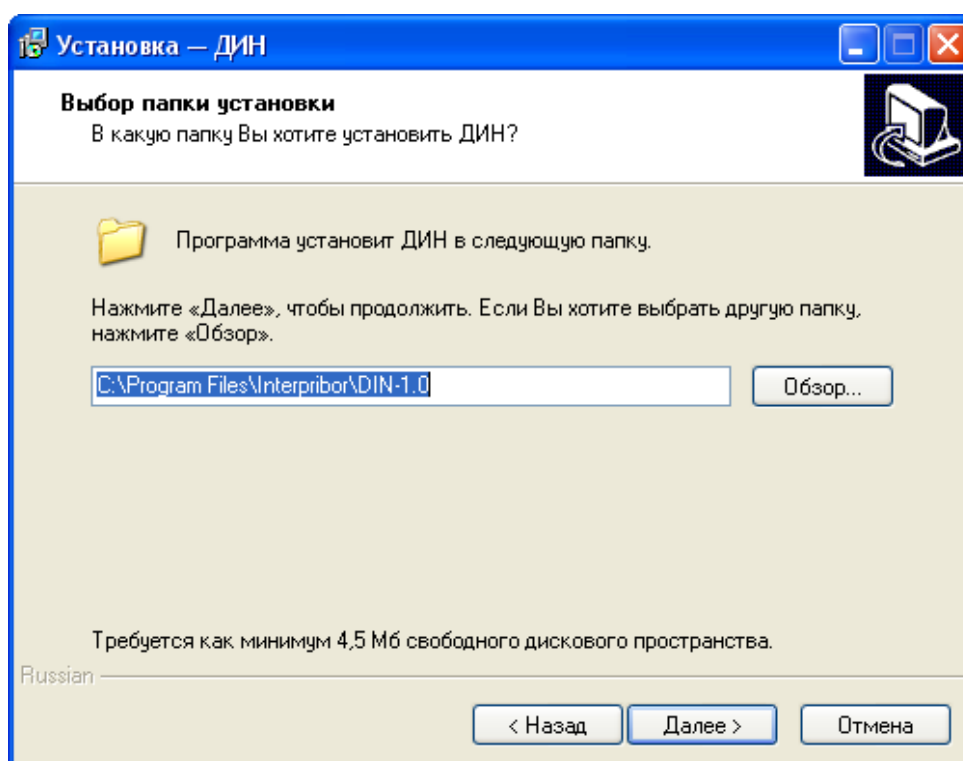 Установка — ДИН
Выбор папки установки
В какую папку Вы хотите установить ДИН?
Программа установит ДИН в следующую папку.
Нажмите «Далее», чтобы продолжить. Если Вы хотите выбрать другую папку,
нажмите «Обзор».
C:\Program Files\Interpribor\DIN-1.0
Обзор...
Требуется как минимум 4,5 Мб свободного дискового пространства.
Russian
< Назад
Далее >
Отмена